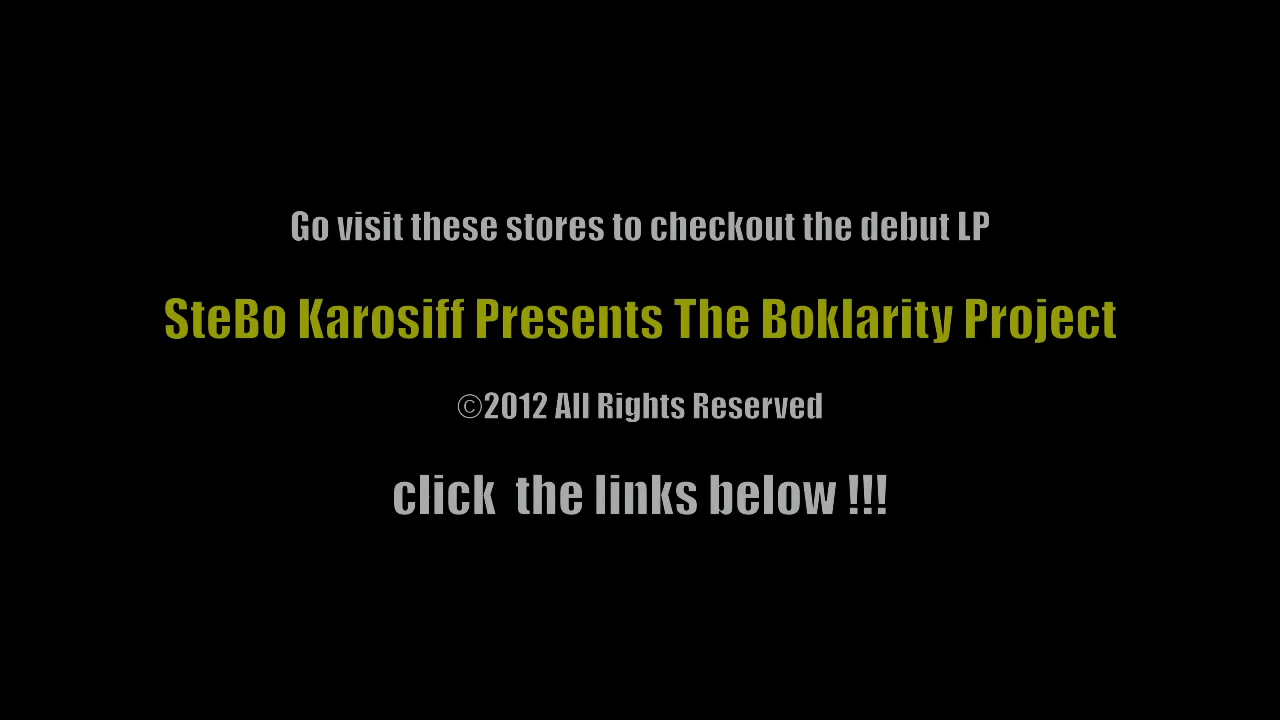 Go visit these stores to checkout the debut LP
SteBo Karosiff Presents The Boklarity Project
©2012 All Rights Reserved
click  the links below !!!